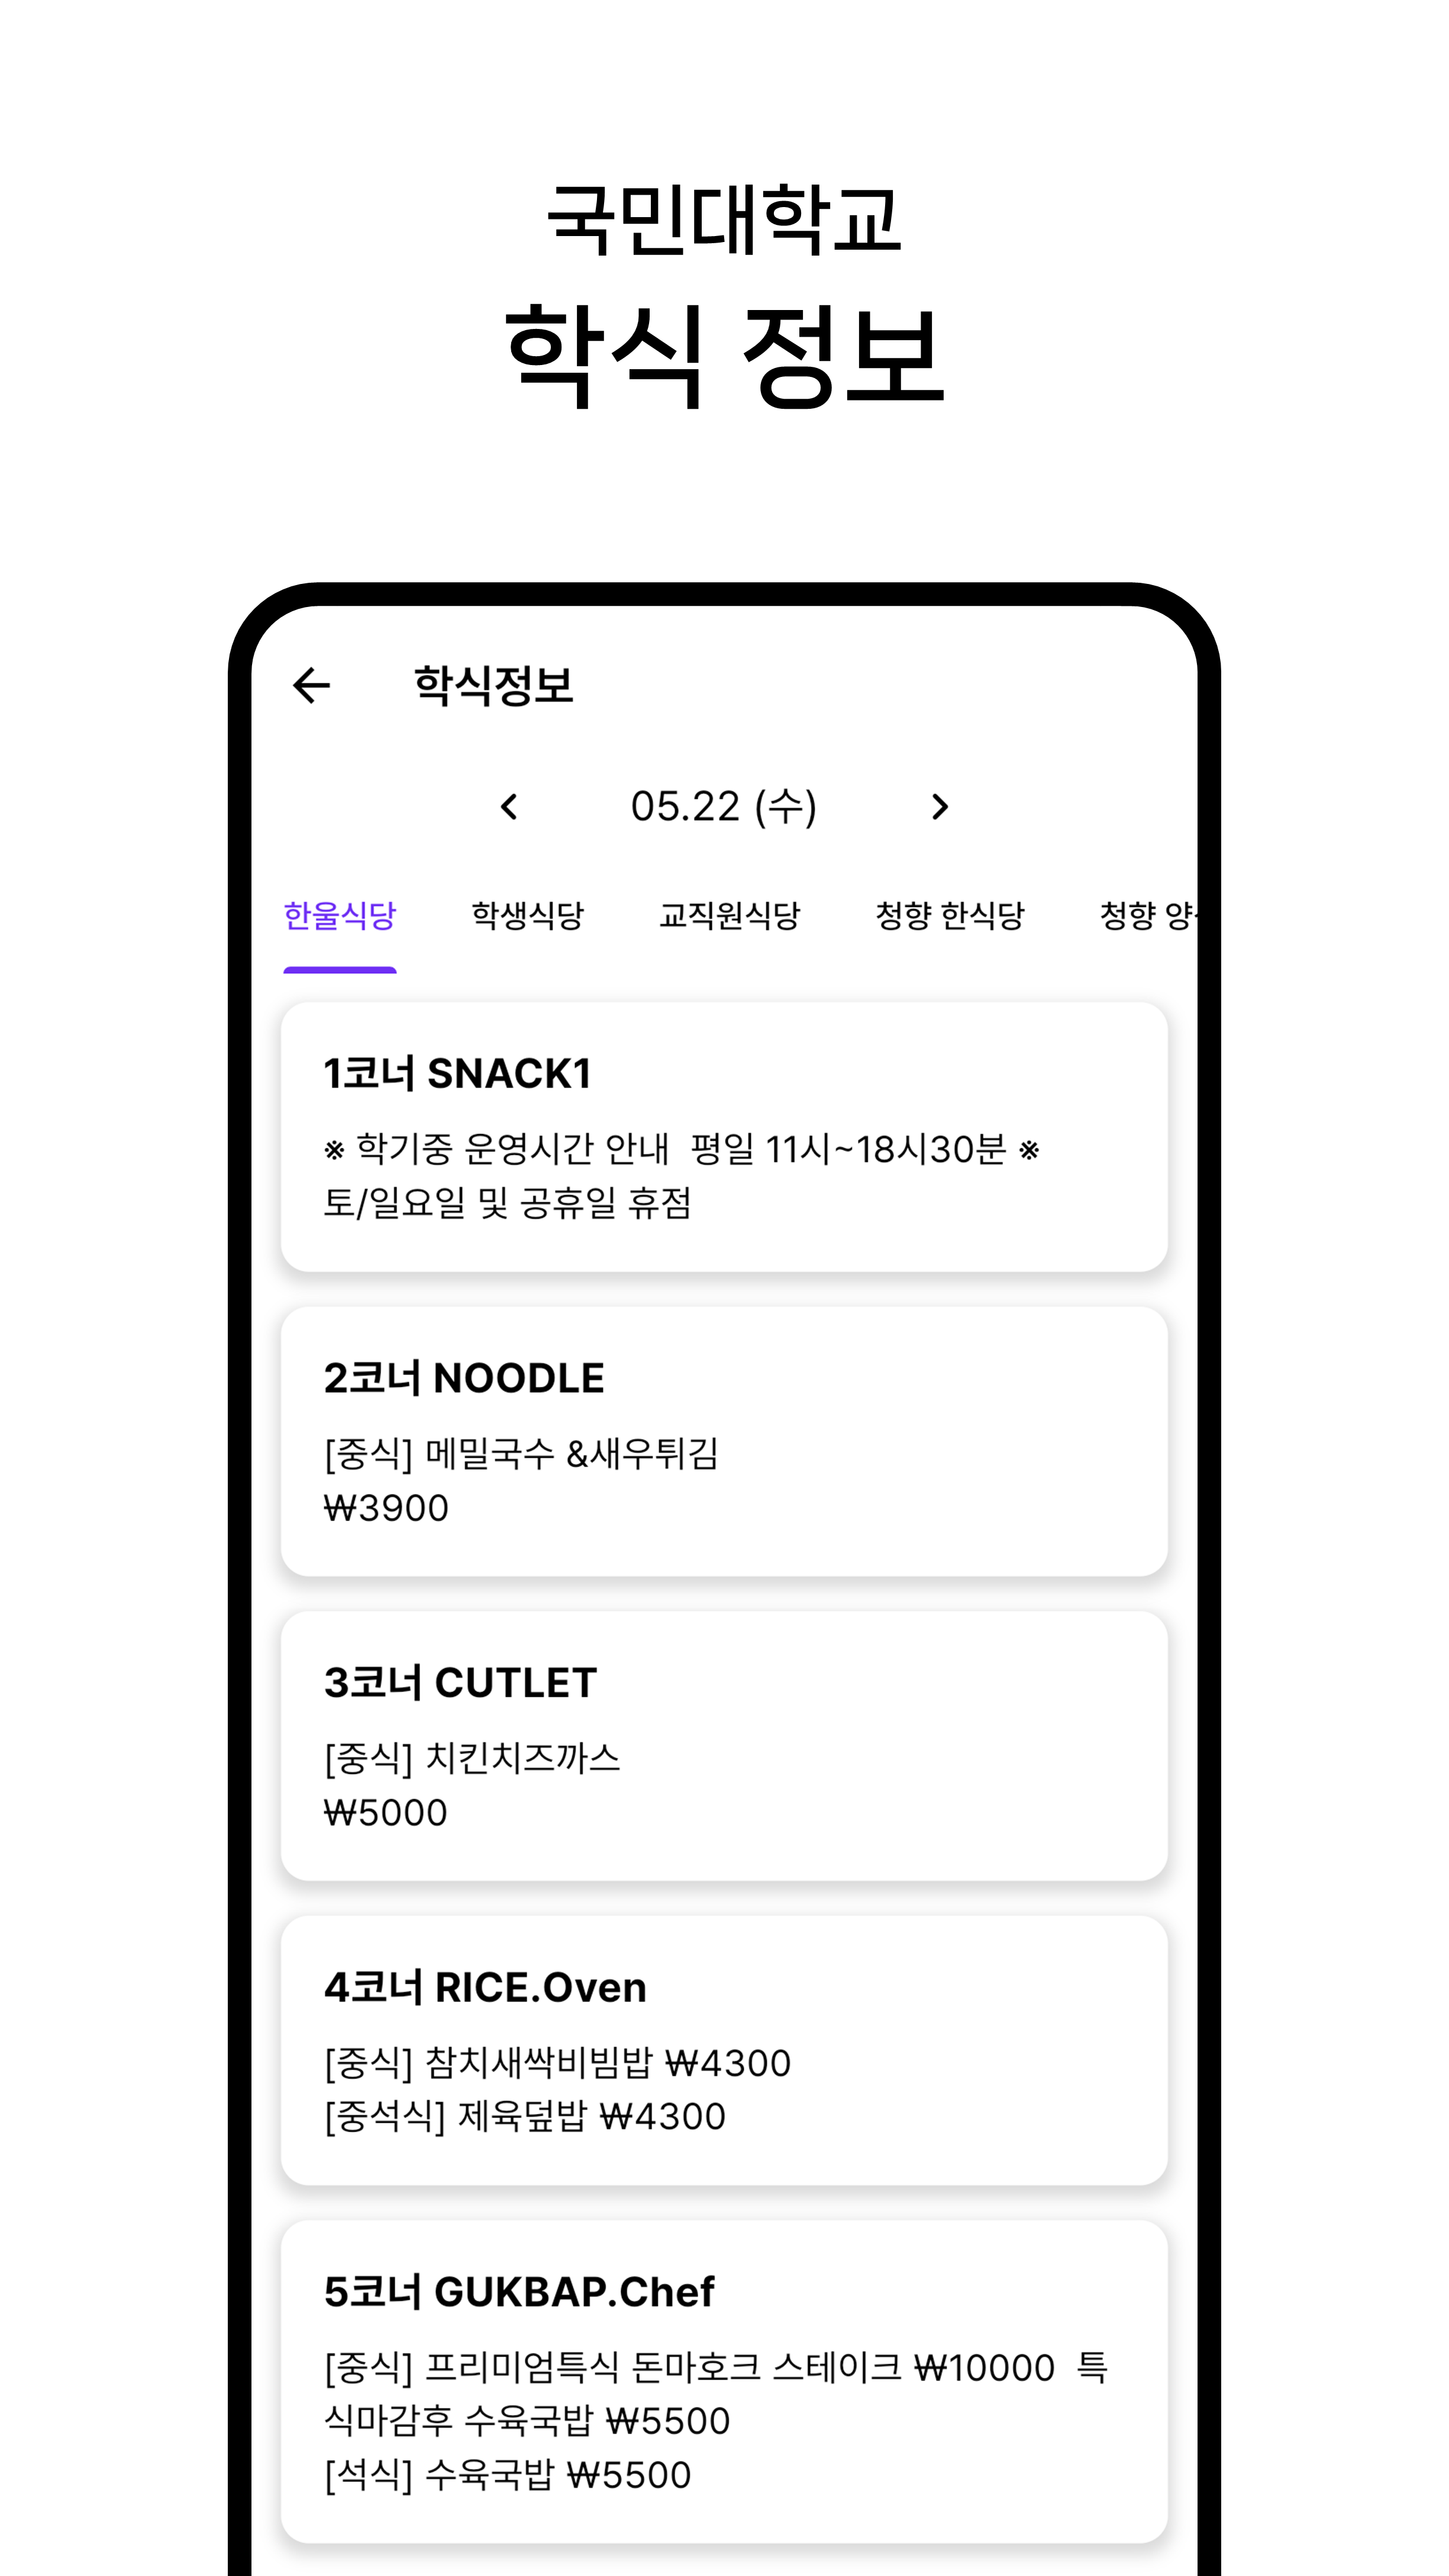 국민대학교
학식 정보
학식정보
05.22 (수)
한울식당 학생식당 교직원식당 청향 한식당 청향
1코너 SNACK1
※ 학기중 운영시간 안내  평일 11시~18시30분 ※
토/일요일 및 공휴일 휴점
2코너 NOODLE
[중식] 메밀국수 &새우튀김
₩3900
3코너 CUTLET
[중식] 치킨치즈까스
₩5000
4코너 RICE.Oven
[중식] 참치새싹비빔밥 ₩4300
[중석식] 제육덮밥 ₩4300
5코너 GUKBAP.Chef
[중식] 프리미엄특식 돈마호크 스테이크 ₩10000  특
식마감후 수육국밥 ₩5500
[석식] 수육국밥 ₩5500